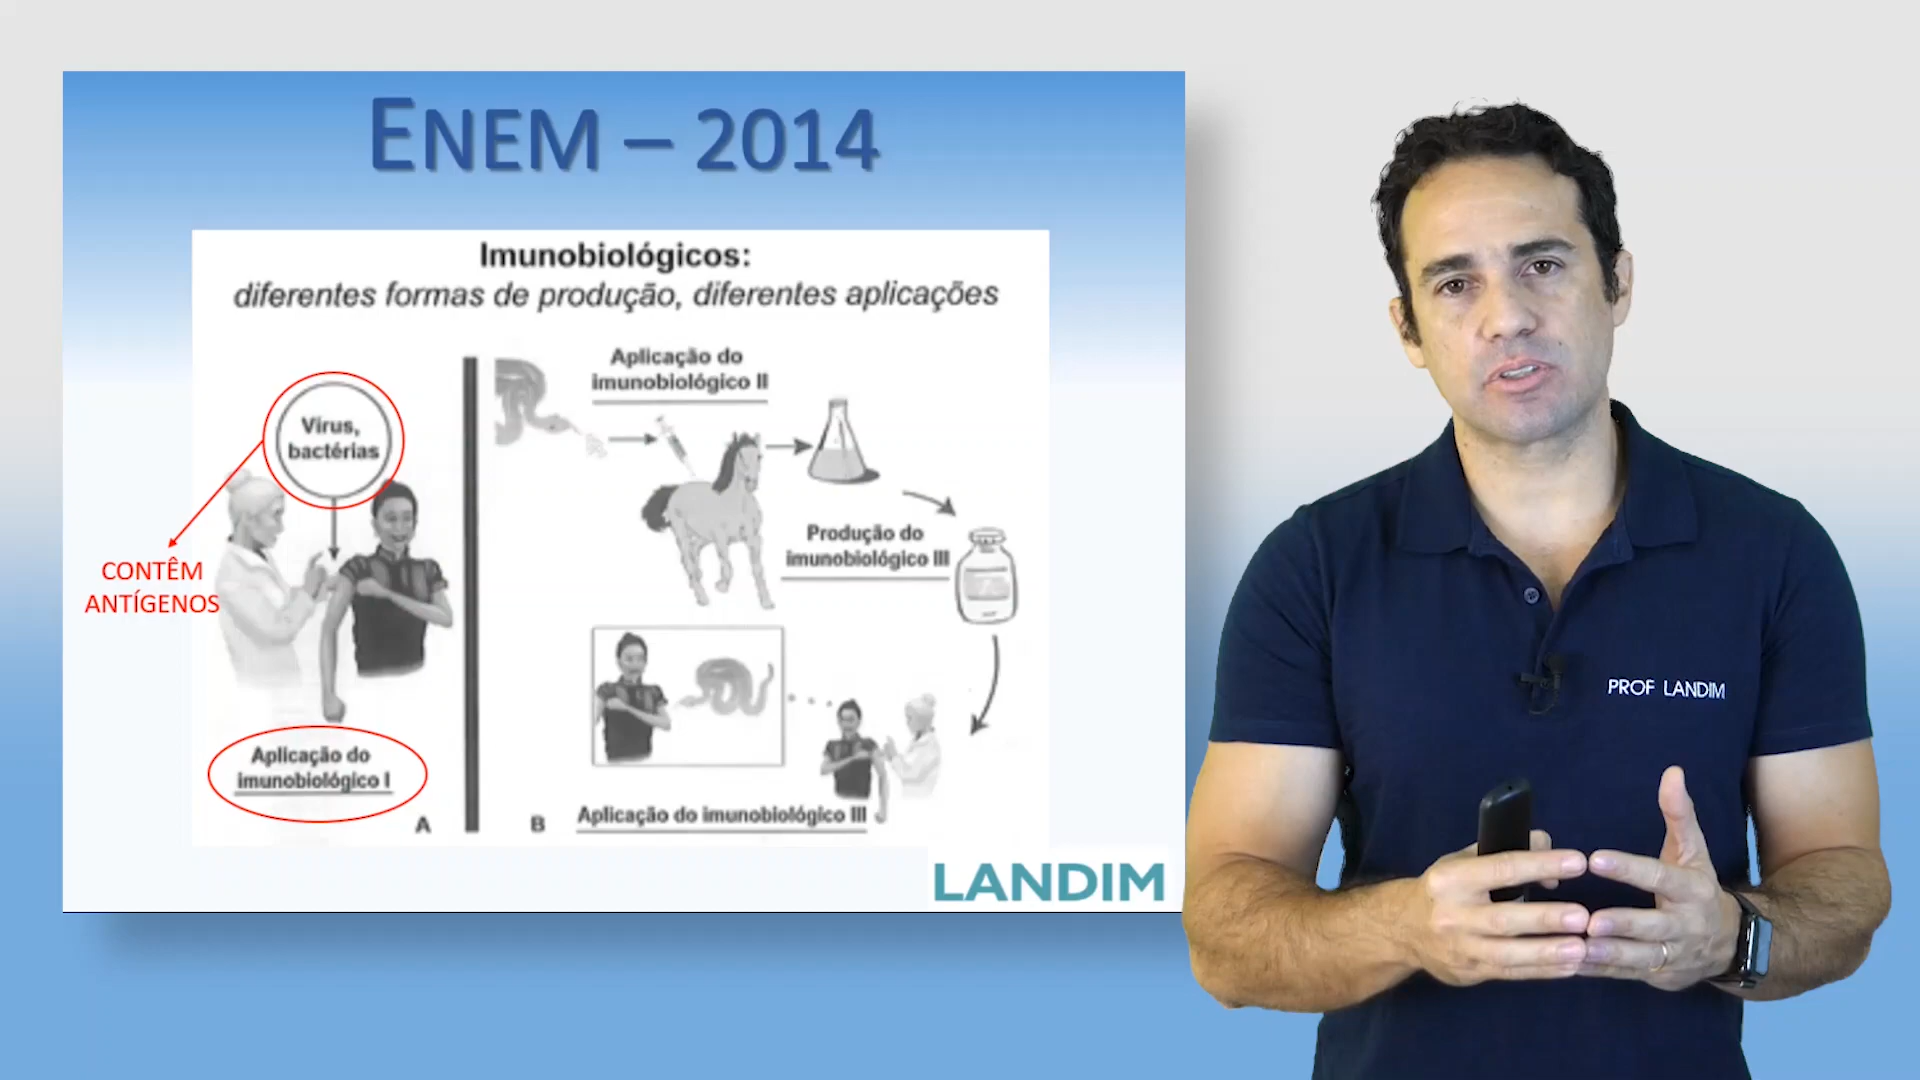 ENEM – 2014
Imunobiológicos:
diferentes formas de produção, diferentes aplicações
Vírus,
bactérias
CONTÊM
ANTÍGENOS
Aplicação do
imunobiológico I
A
Aplicação do
imunobiológico II
Produção do
imunobiológico III
B
Aplicação do imunobiológico III
LANDIM
PROF LANDIM